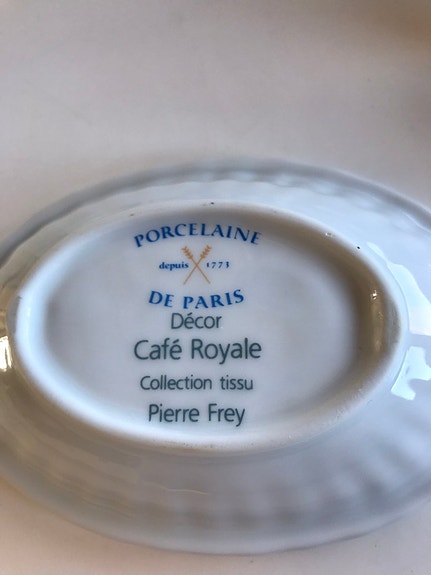 PORCELAINE
depuis 1773
DE PARIS
Décor
Café Royale
Collection tissu
Pierre Frey